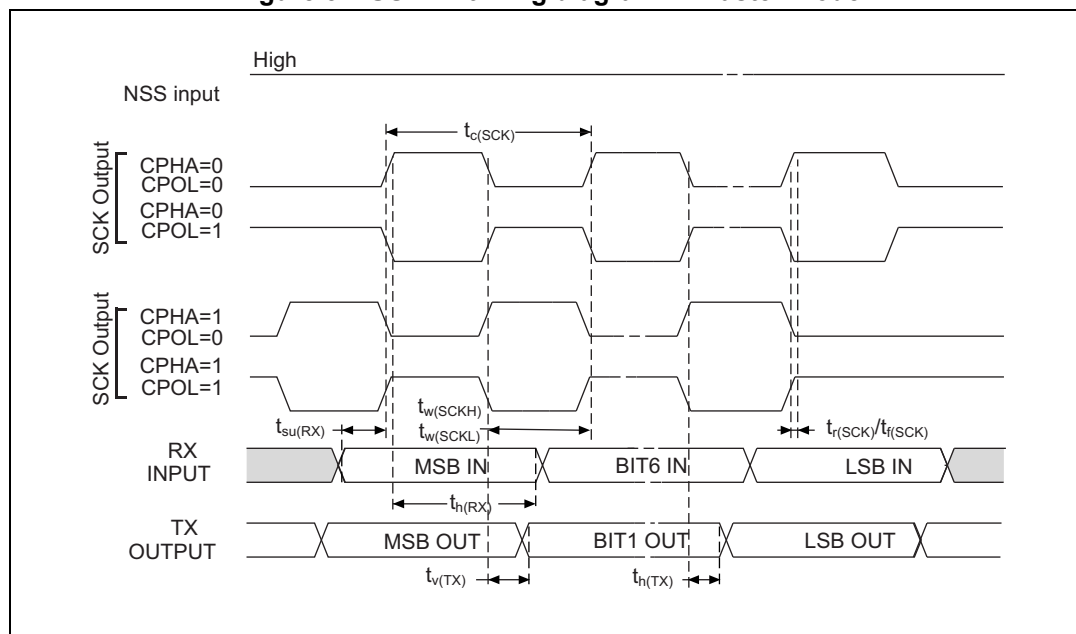 High
NSS input
tc(SCK)
SCK Output
CPHA=0
CPOL=0
CPHA=0
CPOL=1
SCK Output
CPHA=1
CPOL=0
CPHA=1
CPOL=1
tw(SCKH)
tw(SCKL)
tsu(RX)
tr(SCK)/tf(SCK)
RX
INPUT
MSB IN
BIT6 IN
LSB IN
th(RX)
TX
OUTPUT
MSB OUT
BIT1 OUT
LSB OUT
tv(TX)
th(TX)